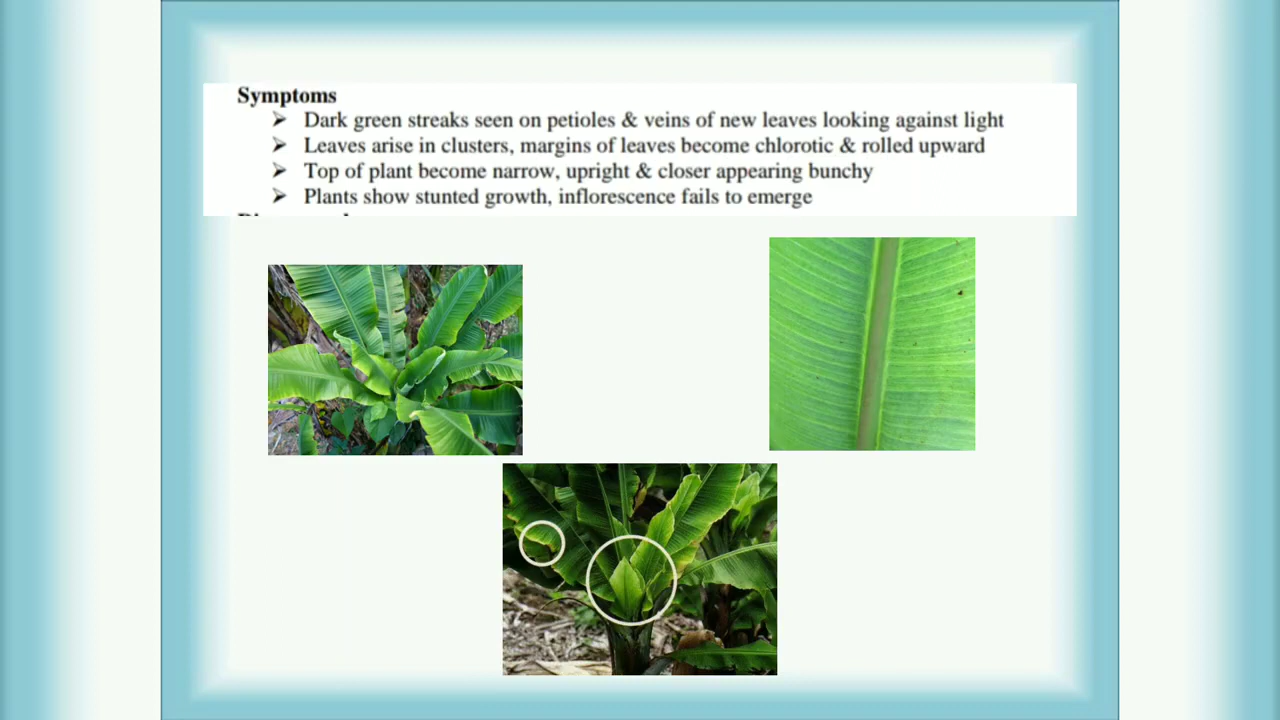 Symptoms
➢ Dark green streaks seen on petioles & veins of new leaves looking against light
➢ Leaves arise in clusters, margins of leaves become chlorotic & rolled upward
➢ Top of plant become narrow, upright & closer appearing bunchy
➢ Plants show stunted growth, inflorescence fails to emerge